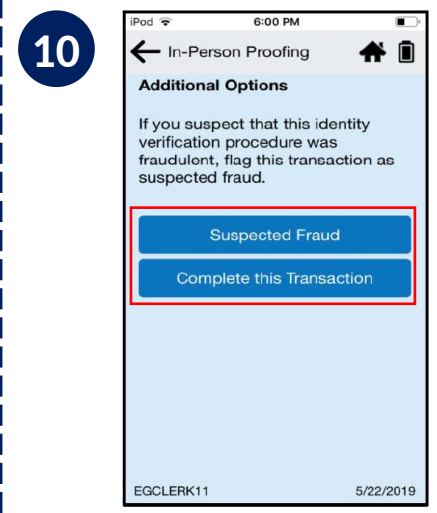 10
iPod 6:00 PM
In-Person Proofing
Additional Options
If you suspect that this identity
verification procedure was
fraudulent, flag this transaction as
suspected fraud.
Suspected Fraud
Complete this Transaction
EGCLERK11 5/22/2019